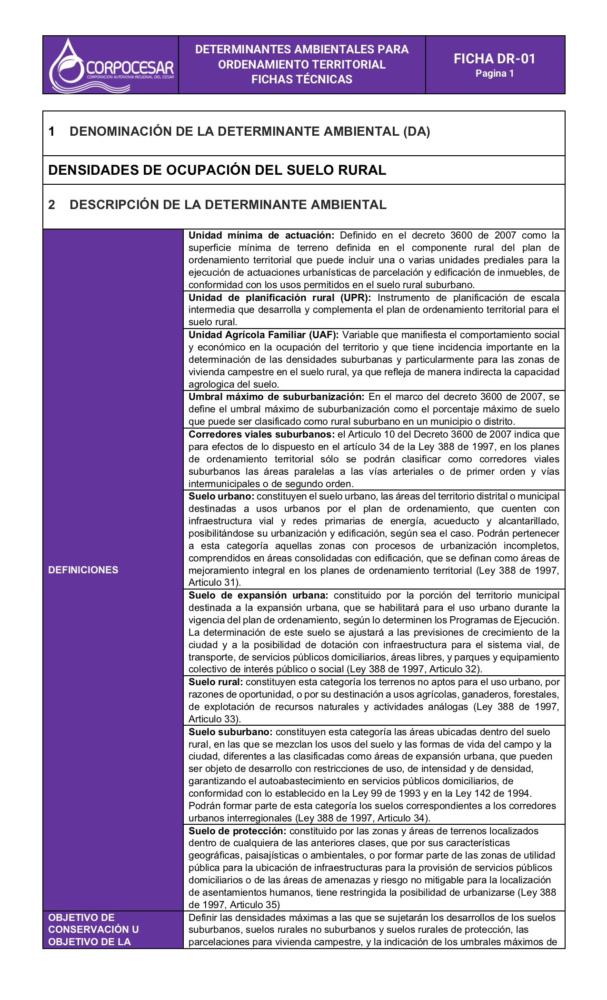 CORPOCESAR
CORPORACIÓN AUTÓNOMA REGIONAL DEL CESAR
DETERMINANTES AMBIENTALES PARA
ORDENAMIENTO TERRITORIAL
FICHAS TÉCNICAS
FICHA DR-01
Pagina 1
1 DENOMINACIÓN DE LA DETERMINANTE AMBIENTAL (DA)
DENSIDADES DE OCUPACIÓN DEL SUELO RURAL
2 DESCRIPCIÓN DE LA DETERMINANTE AMBIENTAL
DEFINICIONES
Unidad mínima de actuación: Definido en el decreto 3600 de 2007 como la
superficie mínima de terreno definida en el componente rural del plan de
ordenamiento territorial que puede incluir una o varias unidades prediales para la
ejecución de actuaciones urbanísticas de parcelación y edificación de inmuebles, de
conformidad con los usos permitidos en el suelo rural suburbano.
Unidad de planificación rural (UPR): Instrumento de planificación de escala
intermedia que desarrolla y complementa el plan de ordenamiento territorial para el
suelo rural.
Unidad Agrícola Familiar (UAF): Variable que manifiesta el comportamiento social
y económico en la ocupación del territorio y que tiene incidencia importante en la
determinación de las densidades suburbanas y particularmente para las zonas de
vivienda campestre en el suelo rural, ya que refleja de manera indirecta la capacidad
agrologica del suelo.
Umbral máximo de suburbanización: En el marco del decreto 3600 de 2007, se
define el umbral máximo de suburbanización como el porcentaje máximo de suelo
que puede ser clasificado como rural suburbano en un municipio o distrito.
Corredores viales suburbanos: el Articulo 10 del Decreto 3600 de 2007 indica que
para efectos de lo dispuesto en el artículo 34 de la Ley 388 de 1997, en los planes
de ordenamiento territorial sólo se podrán clasificar como corredores viales
suburbanos las áreas paralelas a las vías arteriales o de primer orden y vías
intermunicipales o de segundo orden.
Suelo urbano: constituyen el suelo urbano, las áreas del territorio distrital o municipal
destinadas a usos urbanos por el plan de ordenamiento, que cuenten con
infraestructura vial y redes primarias de energía, acueducto y alcantarillado,
posibilitándose su urbanización y edificación, según sea el caso. Podrán pertenecer
a esta categoría aquellas zonas con procesos de urbanización incompletos,
comprendidos en áreas consolidadas con edificación, que se definan como áreas de
mejoramiento integral en los planes de ordenamiento territorial (Ley 388 de 1997,
Articulo 31).
Suelo de expansión urbana: constituido por la porción del territorio municipal
destinada a la expansión urbana, que se habilitará para el uso urbano durante la
vigencia del plan de ordenamiento, según lo determinen los Programas de Ejecución.
La determinación de este suelo se ajustará a las previsiones de crecimiento de la
ciudad y a la posibilidad de dotación con infraestructura para el sistema vial, de
transporte, de servicios públicos domiciliarios, áreas libres, y parques y equipamiento
colectivo de interés público o social (Ley 388 de 1997, Articulo 32).
Suelo rural: constituyen esta categoría los terrenos no aptos para el uso urbano, por
razones de oportunidad, o por su destinación a usos agrícolas, ganaderos, forestales,
de explotación de recursos naturales y actividades análogas (Ley 388 de 1997,
Articulo 33).
Suelo suburbano: constituyen esta categoría las áreas ubicadas dentro del suelo
rural, en las que se mezclan los usos del suelo y las formas de vida del campo y la
ciudad, diferentes a las clasificadas como áreas de expansión urbana, que pueden
ser objeto de desarrollo con restricciones de uso, de intensidad y de densidad,
garantizando el autoabastecimiento en servicios públicos domiciliarios, de
conformidad con lo establecido en la Ley 99 de 1993 y en la Ley 142 de 1994.
Podrán formar parte de esta categoría los suelos correspondientes a los corredores
urbanos interregionales (Ley 388 de 1997, Articulo 34).
Suelo de protección: constituido por las zonas y áreas de terrenos localizados
dentro de cualquiera de las anteriores clases, que por sus características
geográficas, paisajísticas o ambientales, o por formar parte de las zonas de utilidad
pública para la ubicación de infraestructuras para la provisión de servicios públicos
domiciliarios o de las áreas de amenazas y riesgo no mitigable para la localización
de asentamientos humanos, tiene restringida la posibilidad de urbanizarse (Ley 388
de 1997, Articulo 35)
OBJETIVO DE
CONSERVACIÓN U
OBJETIVO DE LA
Definir las densidades máximas a las que se sujetarán los desarrollos de los suelos
suburbanos, suelos rurales no suburbanos y suelos rurales de protección, las
parcelaciones para vivienda campestre, y la indicación de los umbrales máximos de